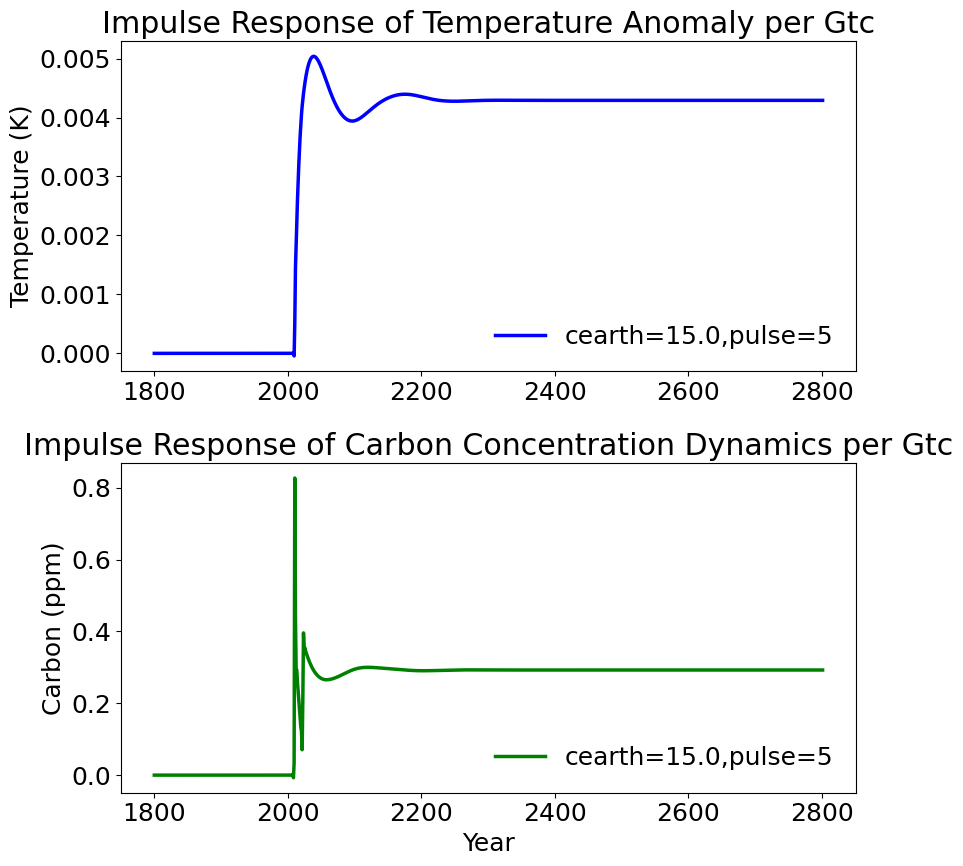 Impulse Response of Temperature Anomaly per Gtc
Temperature (K)
0.005
0.004
0.003
0.002
0.001
0.000
cearth=15.0,pulse=5
1800 2000 2200 2400 2600 2800
Impulse Response of Carbon Concentration Dynamics per Gtc
Carbon (ppm)
0.8
0.6
0.4
0.2
0.0
cearth=15.0,pulse=5
1800 2000 2200 2400 2600 2800
Year